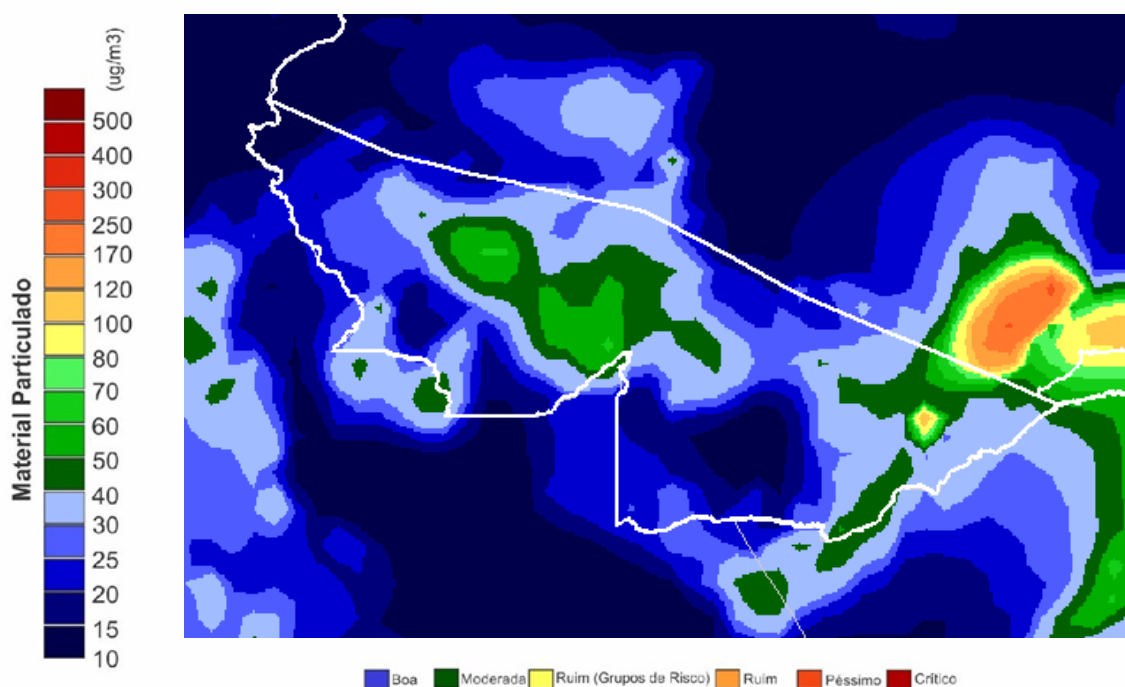 (ug/m3)
Material Particulado
500
400
300
250
170
120
100
80
70
60
50
40
30
25
20
15
10
Boa
Moderada
Ruim (Grupos de Risco)
Ruim
Péssimo
Crítico